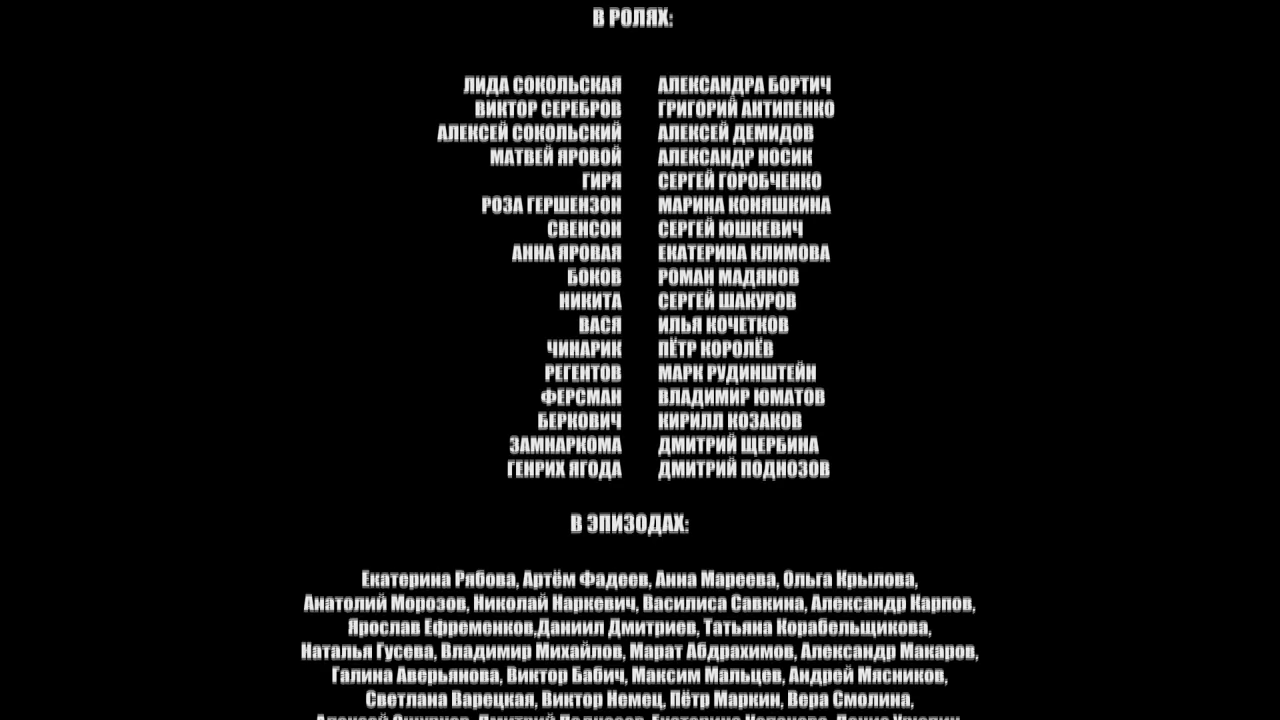 В РОЛЯХ:
ЛИДА СОКОЛЬСКАЯ АЛЕКСАНДРА БОРТИЧ
ВИКТОР СЕРЕБРОВ ГРИГОРИЙ АНТИПЕНКО
АЛЕКСЕЙ СОКОЛЬСКИЙ АЛЕКСЕЙ ДЕМИДОВ
МАТВЕЙ ЯРОВОЙ АЛЕКСАНДР НОСИК
ГИРЯ СЕРГЕЙ ГОРОБЧЕНКО
РОЗА ГЕРШЕНЗОН МАРИНА КОНЯШКИНА
СВЕНСОН СЕРГЕЙ ЮШКЕВИЧ
АННА ЯРОВАЯ ЕКАТЕРИНА КЛИМОВА
БОКОВ РОМАН МАДЯНОВ
НИКИТА СЕРГЕЙ ШАКУРОВ
ВАСЯ ИЛЬЯ КОЧЕТКОВ
ЧИНАРИК ПЁТР КОРОЛЁВ
РЕГЕНТОВ МАРК РУДИНШТЕЙН
ФЕРСМАН ВЛАДИМИР ЮМАТОВ
БЕРКОВИЧ КИРИЛЛ КОЗАКОВ
ЗАМНАРКОМА ДМИТРИЙ ЩЕРБИНА
ГЕНРИХ ЯГОДА ДМИТРИЙ ПОДНОЗОВ
В ЭПИЗОДАХ:
Екатерина Рябова, Артём Фадеев, Анна Мареева, Ольга Крылова,
Анатолий Морозов, Николай Наркевич, Василиса Савкина, Александр Карпов,
Ярослав Ефременков,Даниил Дмитриев, Татьяна Корабельщикова,
Наталья Гусева, Владимир Михайлов, Марат Абдрахимов, Александр Макаров,
Галина Аверьянова, Виктор Бабич, Максим Мальцев, Андрей Мясников,
Светлана Варецкая, Виктор Немец, Пётр Маркин, Вера Смолина,